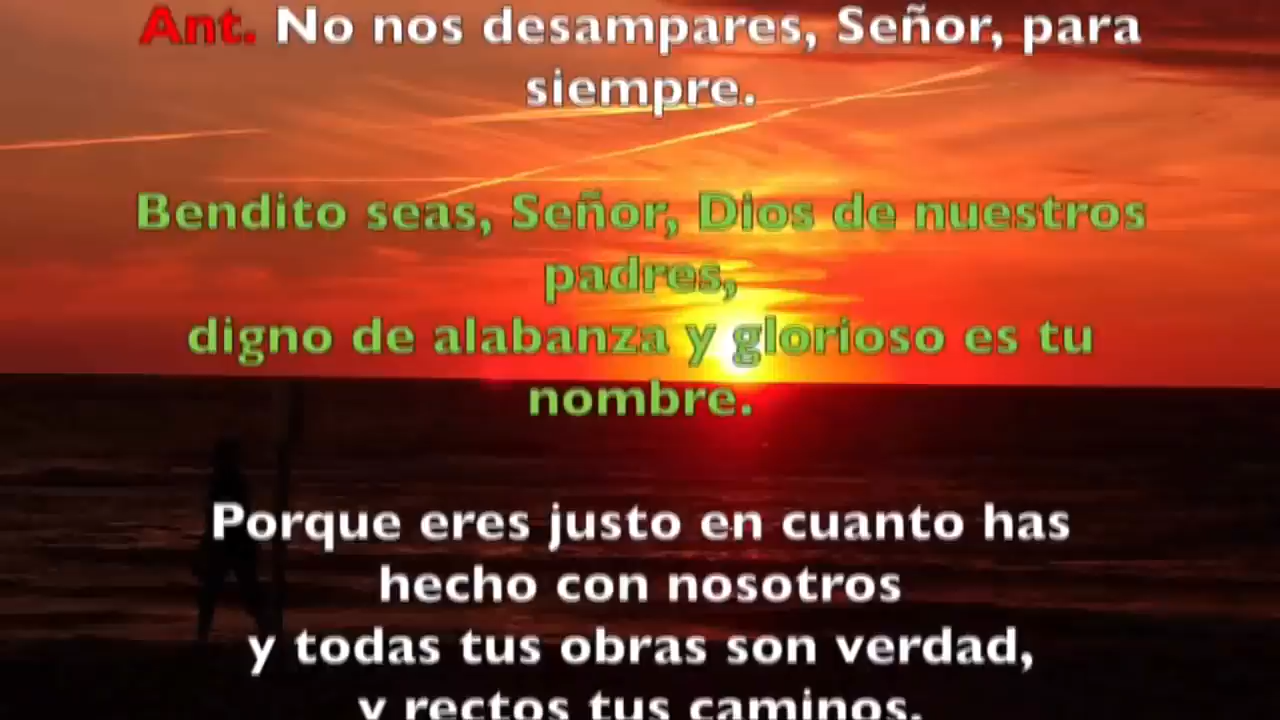 Ant. No nos desampares, Señor, para
siempre.
Bendito seas, Señor, Dios de nuestros
padres,
digno de alabanza y glorioso es tu
nombre.
Porque eres justo en cuanto has
hecho con nosotros
y todas tus obras son verdad,
y rectos tus caminos,